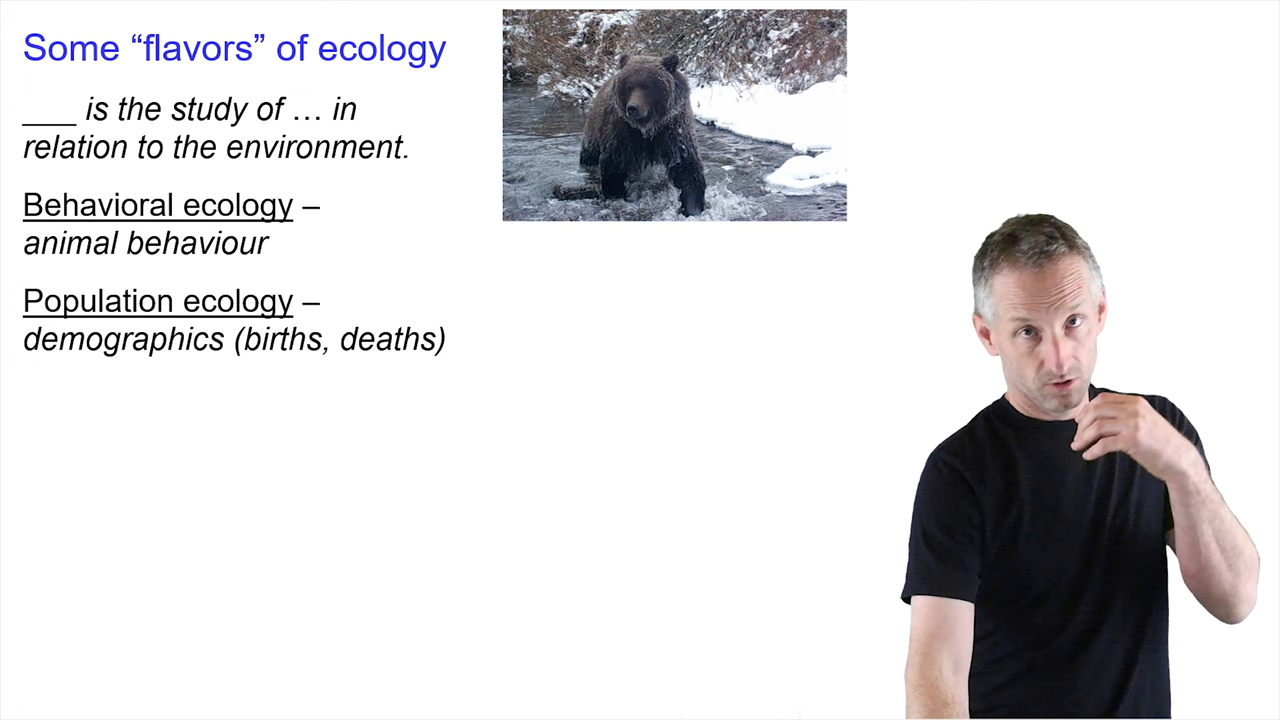 Some “flavors” of ecology
___ is the study of … in
relation to the environment.
Behavioral ecology –
animal behaviour
Population ecology –
demographics (births, deaths)